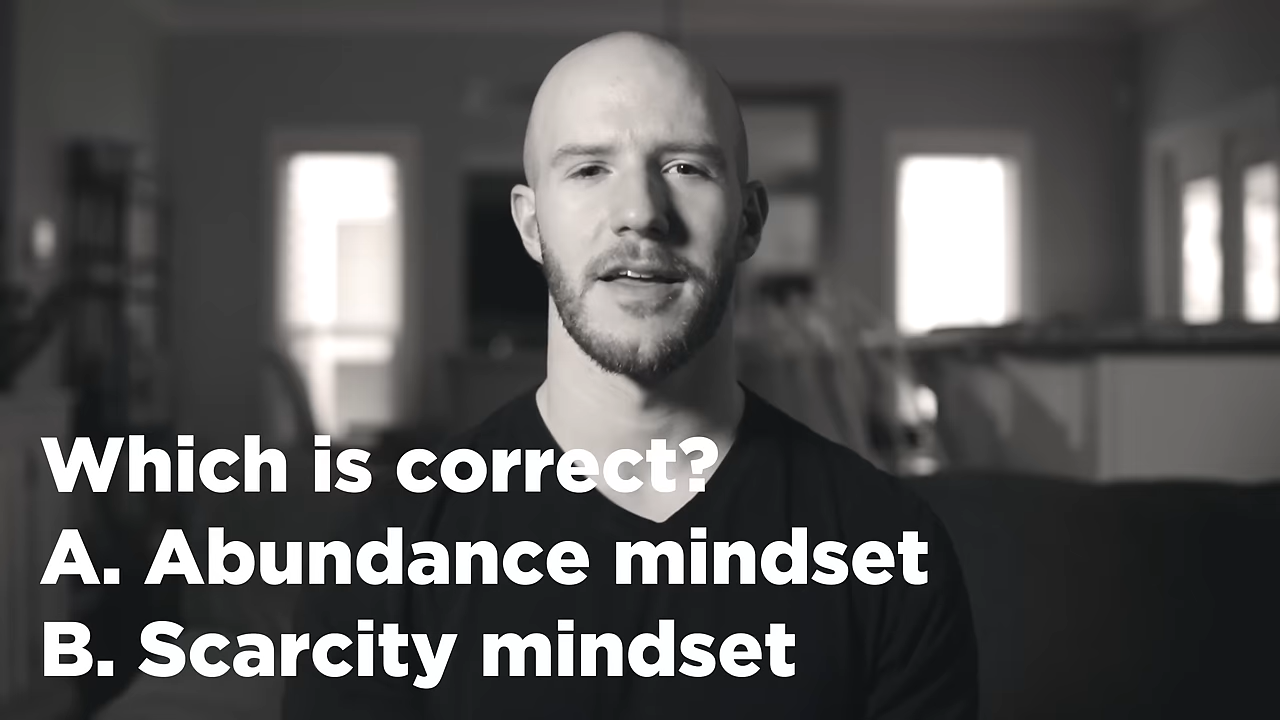 Which is correct?
A. Abundance mindset
B. Scarcity mindset